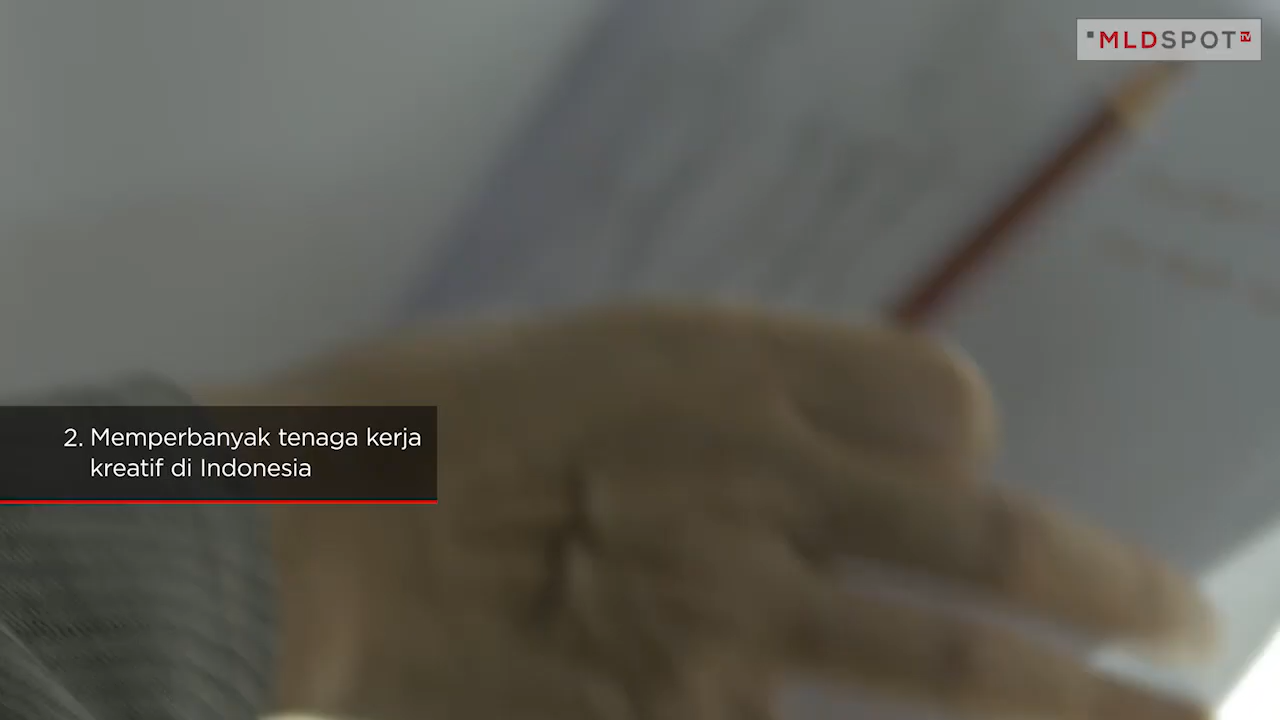 MLDSPOT TV
2. Memperbanyak tenaga kerja
kreatif di Indonesia